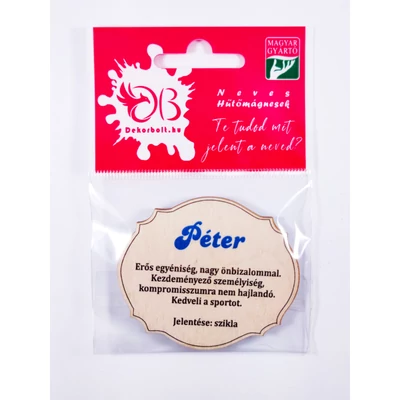 MAGYAR
GYÁRTÓ
DB
Dekorbolt.hu
Neves
Hűtőmágnesek
Te tudod mit
jelent a neved?
Péter
Erős egyéniség, nagy önbizalommal.
Kezdeményező személyiség,
kompromisszumra nem hajlandó.
Kedveli a sportot.
Jelentése: szikla